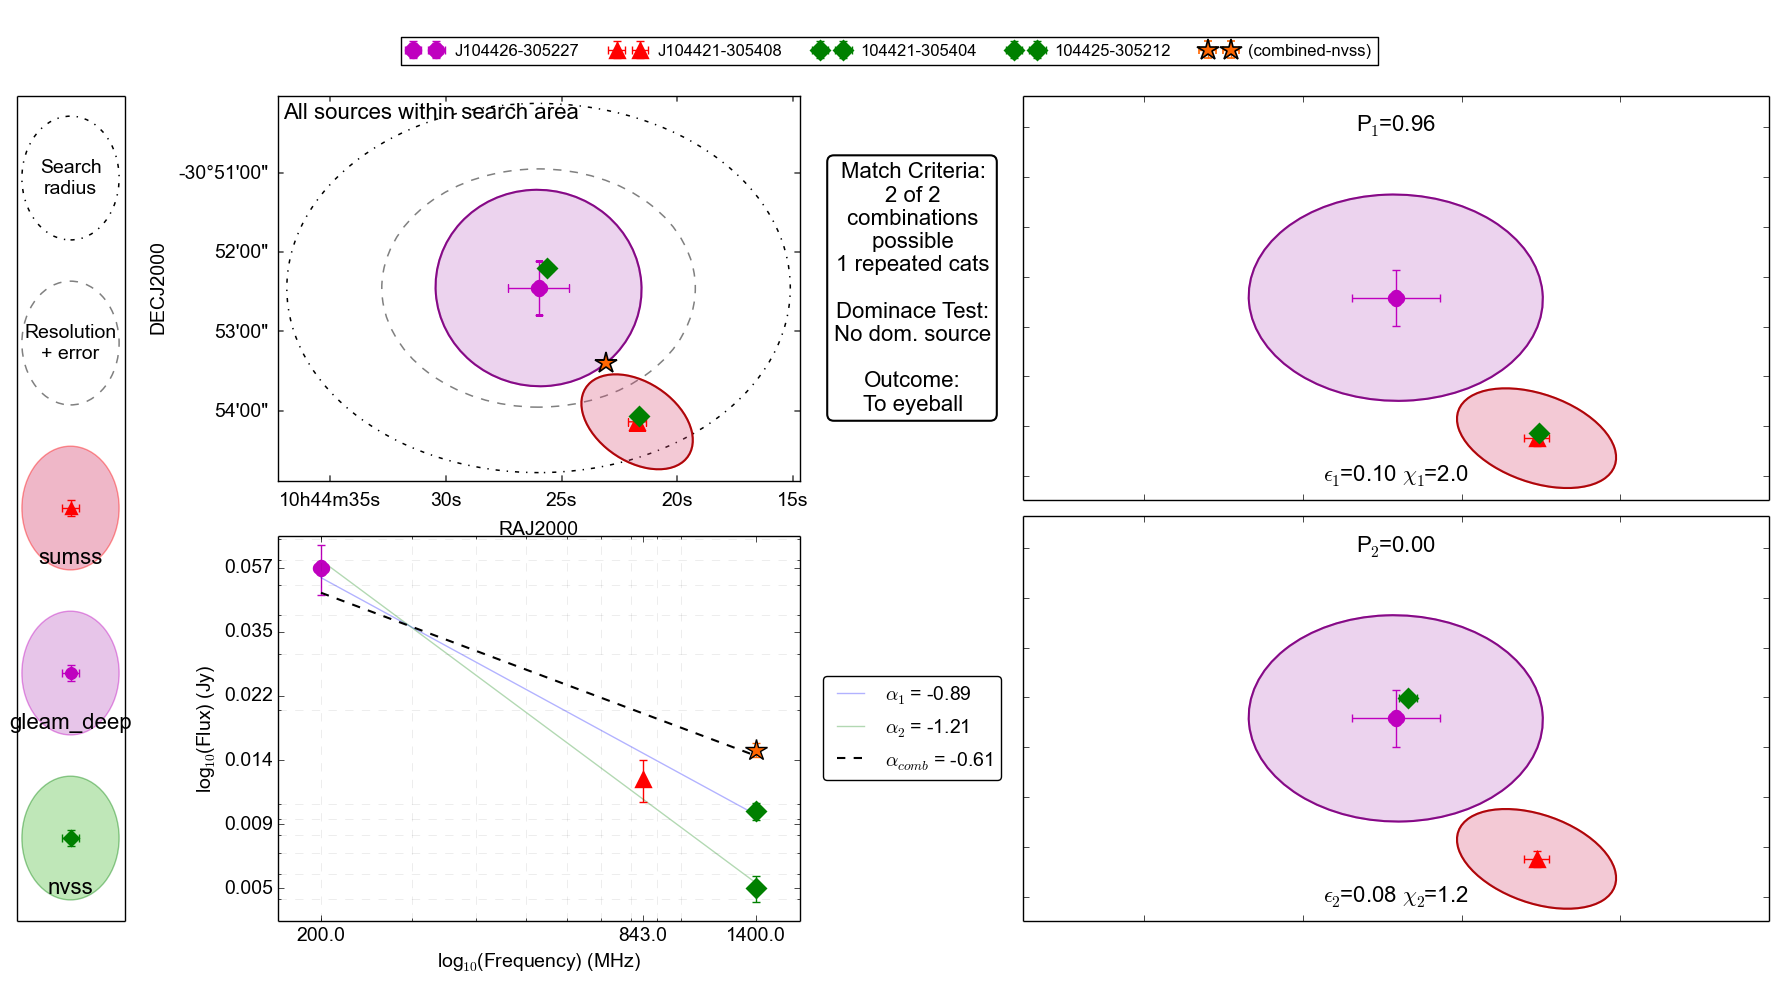 J104426-305227 J104421-305408 104421-305404 104425-305212 (combined-nvss)
Search
radius
Resolution
+ error
sumss
gleam_deep
nvss
All sources within search area
DECJ2000
-30°51'00"
52'00"
53'00"
54'00"
10h44m35s 30s 25s 20s 15s
RAJ2000
Match Criteria:
2 of 2
combinations
possible
1 repeated cats
Dominace Test:
No dom. source
Outcome:
To eyeball
P1=0.96
ϵ1=0.10 χ1=2.0
log10(Flux) (Jy)
0.057
0.035
0.022
0.014
0.009
0.005
200.0 843.0 1400.0
log10(Frequency) (MHz)
α1 = -0.89
α2 = -1.21
αcomb = -0.61
P2=0.00
ϵ2=0.08 χ2=1.2